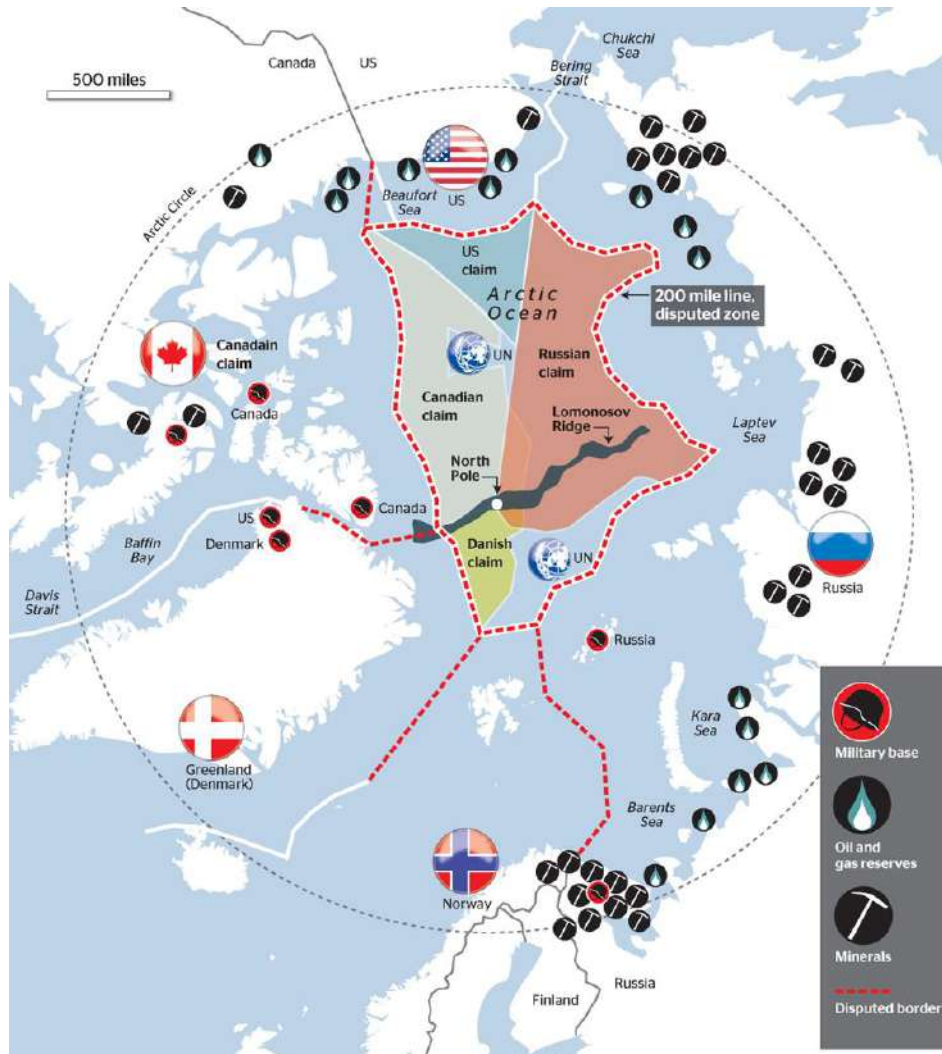 500 miles
Canada
US
Bering
Strait
Chukchi
Sea
Arctic Circle
Beaufort
Sea
US
US
claim
Arctic
Ocean
200 mile line,
disputed zone
Canadain
claim
Canada
UN
Russian
claim
Canadian
claim
Lomonosov
Ridge
Laptev
Sea
North
Pole
Canada
US
Denmark
Baffin
Bay
Davis
Strait
Danish
claim
UN
Russia
Russia
Greenland
(Denmark)
Kara
Sea
Barents
Sea
Norway
Finland
Russia
Military base
Oil and
gas reserves
Minerals
Disputed border